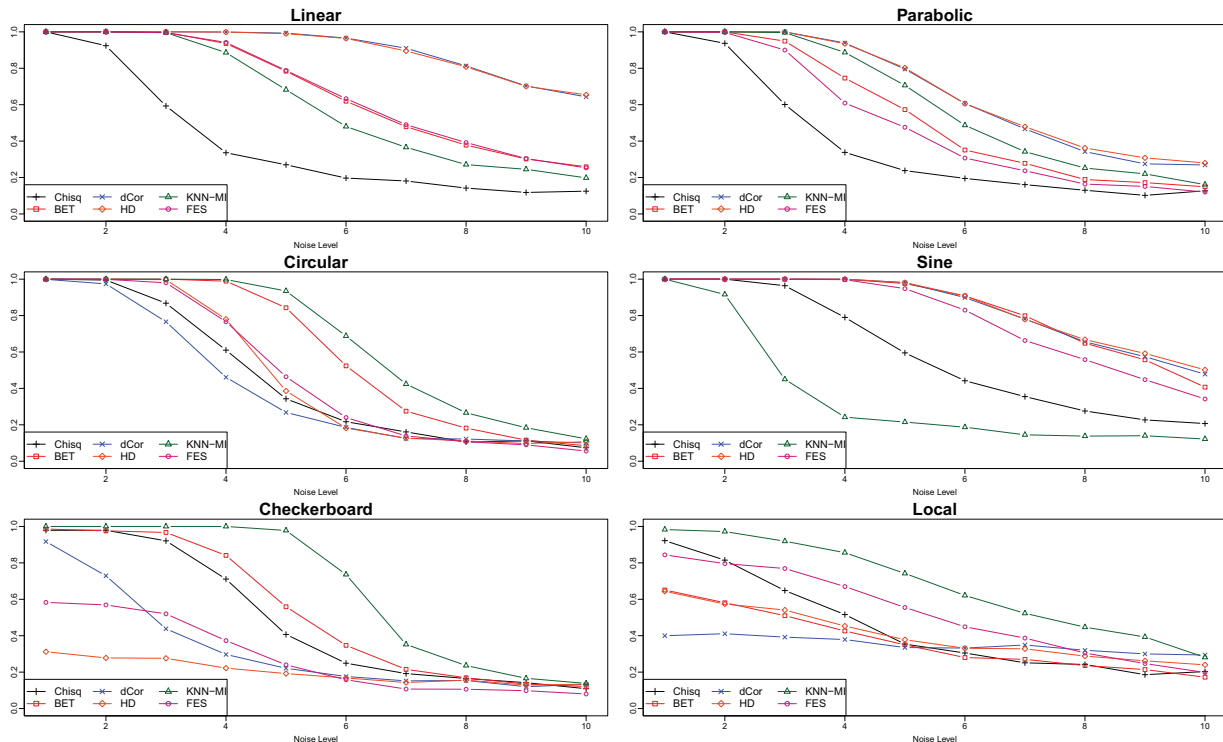 Linear
0.0 0.2 0.4 0.6 0.8 1.0
Chisq dCor KNN−MI
BET HD FES
2 4 6 8 10
Noise Level
Parabolic
0.0 0.2 0.4 0.6 0.8 1.0
Chisq dCor KNN−MI
BET HD FES
2 4 6 8 10
Noise Level
Circular
0.0 0.2 0.4 0.6 0.8 1.0
Chisq dCor KNN−MI
BET HD FES
2 4 6 8 10
Noise Level
Sine
0.0 0.2 0.4 0.6 0.8 1.0
Chisq dCor KNN−MI
BET HD FES
2 4 6 8 10
Noise Level
Checkerboard
0.0 0.2 0.4 0.6 0.8 1.0
Chisq dCor KNN−MI
BET HD FES
2 4 6 8 10
Noise Level
Local
0.0 0.2 0.4 0.6 0.8 1.0
Chisq dCor KNN−MI
BET HD FES
2 4 6 8 10
Noise Level